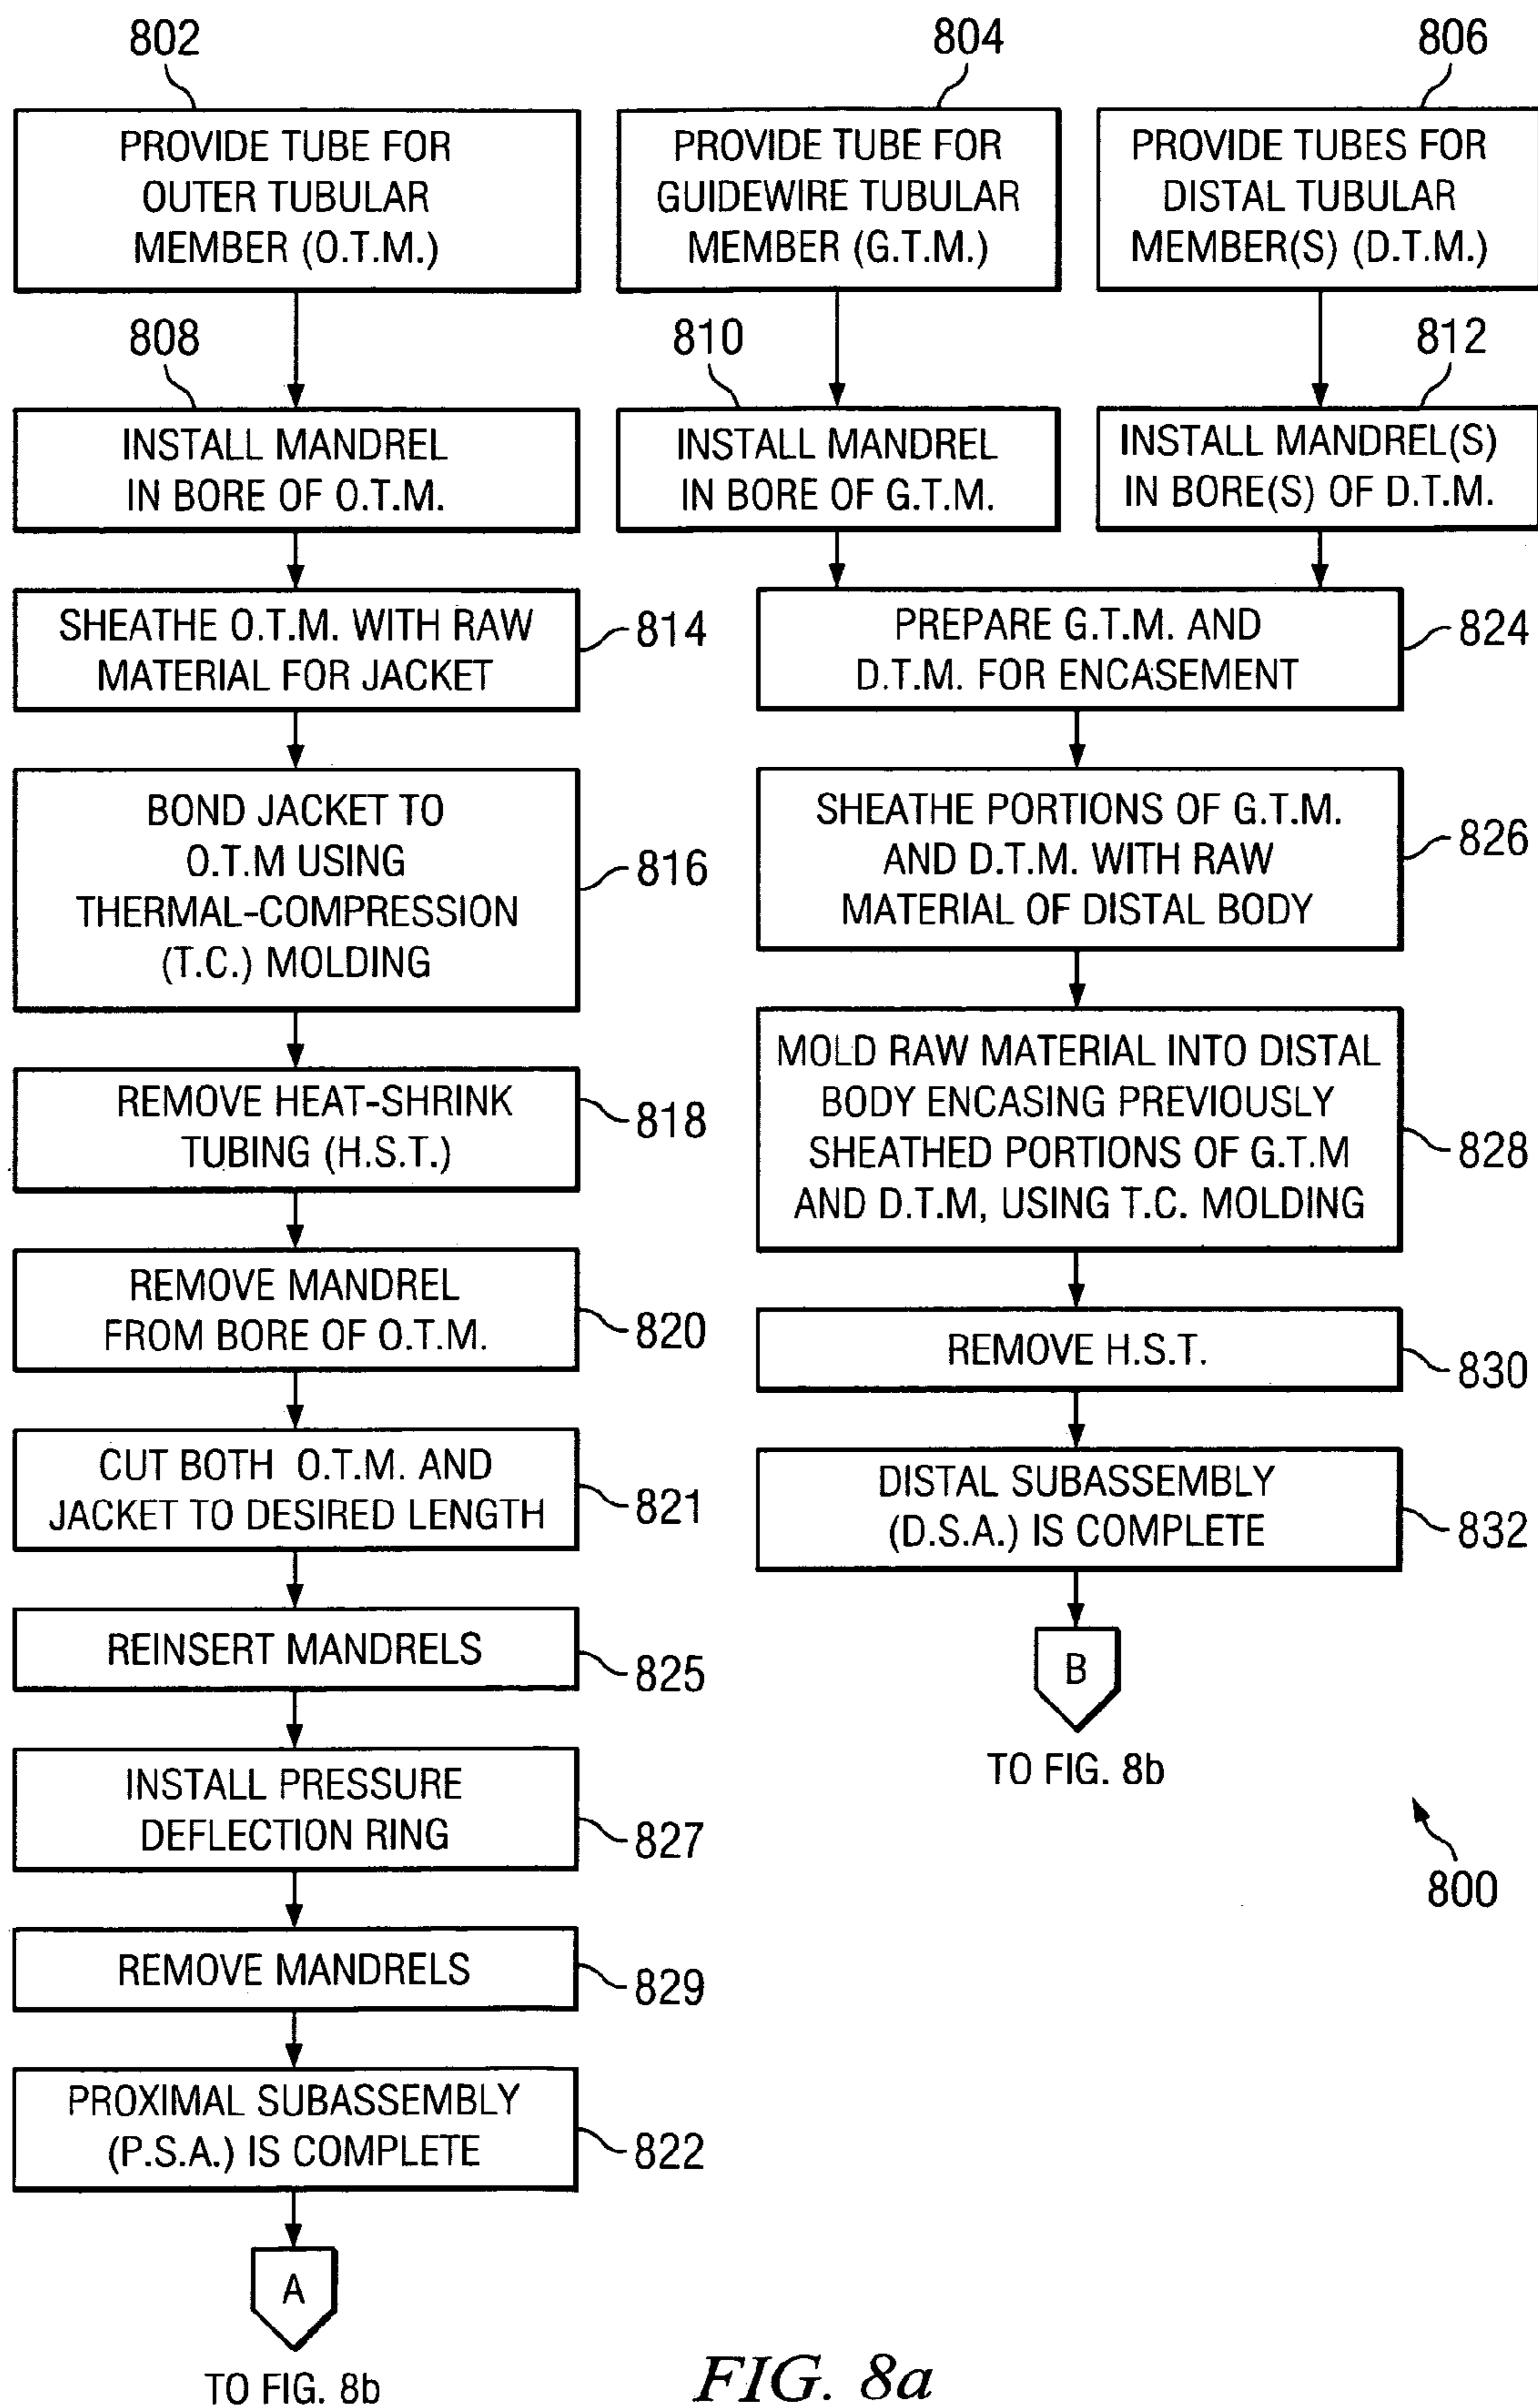 802
PROVIDE TUBE FOR
OUTER TUBULAR
MEMBER (O.T.M.)
804
PROVIDE TUBE FOR
GUIDEWIRE TUBULAR
MEMBER (G.T.M.)
806
PROVIDE TUBES FOR
DISTAL TUBULAR
MEMBER(S) (D.T.M.)
808
INSTALL MANDREL
IN BORE OF O.T.M.
810
INSTALL MANDREL
IN BORE OF G.T.M.
812
INSTALL MANDREL(S)
IN BORE(S) OF D.T.M.
SHEATHE O.T.M. WITH RAW
MATERIAL FOR JACKET
814
BOND JACKET TO
O.T.M USING
THERMAL-COMPRESSION
(T.C.) MOLDING
816
REMOVE HEAT-SHRINK
TUBING (H.S.T.)
818
REMOVE MANDREL
FROM BORE OF O.T.M.
820
CUT BOTH O.T.M. AND
JACKET TO DESIRED LENGTH
821
REINSERT MANDRELS
825
INSTALL PRESSURE
DEFLECTION RING
827
REMOVE MANDRELS
829
PROXIMAL SUBASSEMBLY
(P.S.A.) IS COMPLETE
822
A
TO FIG. 8b
PREPARE G.T.M. AND
D.T.M. FOR ENCASEMENT
824
SHEATHE PORTIONS OF G.T.M.
AND D.T.M. WITH RAW
MATERIAL OF DISTAL BODY
826
MOLD RAW MATERIAL INTO DISTAL
BODY ENCASING PREVIOUSLY
SHEATHED PORTIONS OF G.T.M
AND D.T.M, USING T.C. MOLDING
828
REMOVE H.S.T.
830
DISTAL SUBASSEMBLY
(D.S.A.) IS COMPLETE
832
B
TO FIG. 8b
800
FIG. 8a